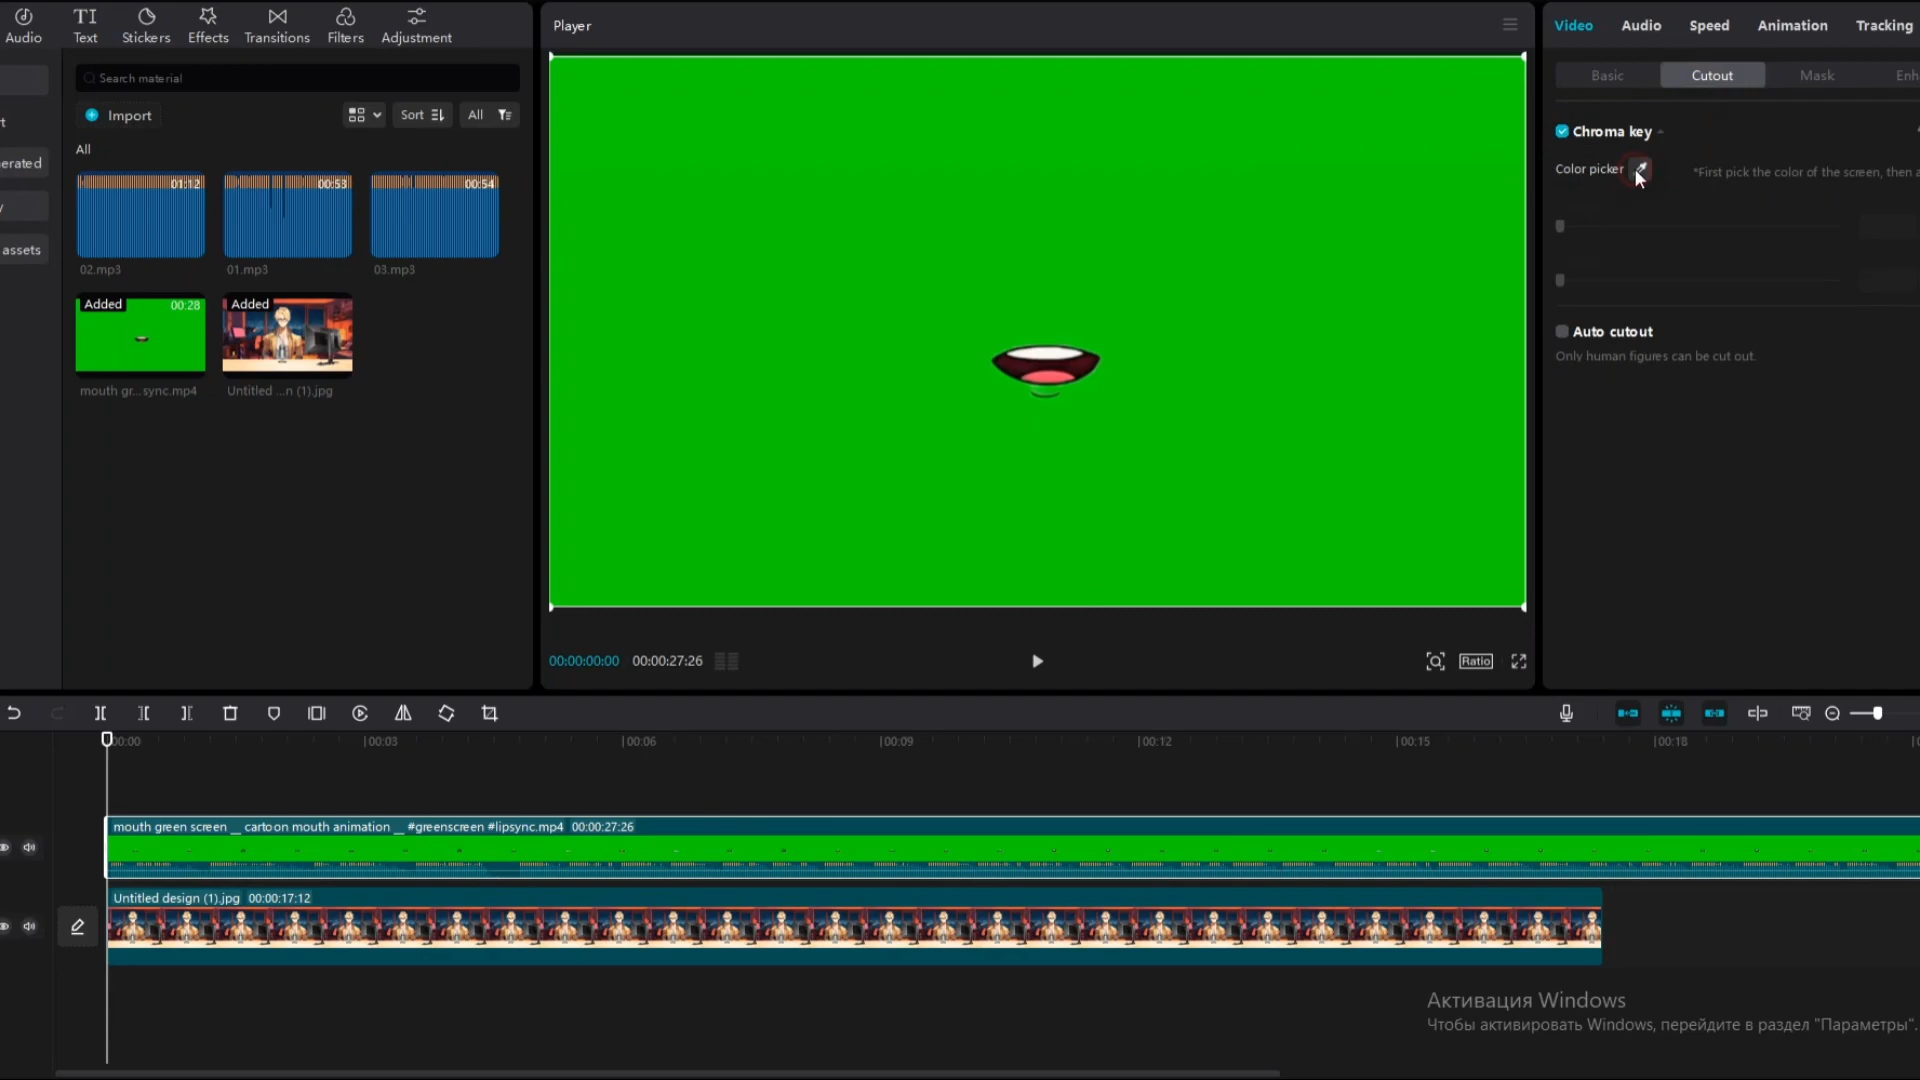 Audio
Text
Stickers
Effects
Transitions
Filters
Adjustment
Search material
Import
Sort
All
All
t
erated
y
assets
01:12
00:53
00:54
02.mp3
01.mp3
03.mp3
Added
00:28
Added
mouth gr...sync.mp4
Untitled ...n (1).jpg
Player
00:00:00:00
00:00:27:26
Ratio
Video
Audio
Speed
Animation
Tracking
Basic
Cutout
Mask
Enh
Chroma key
Color picker
*First pick the color of the screen, then a
Auto cutout
Only human figures can be cut out.
00:00
00:03
00:06
00:09
00:12
00:15
00:18
mouth green screen __ cartoon mouth animation __ #greenscreen #lipsync.mp4 00:00:27:26
Untitled design (1).jpg 00:00:17:12
Активация Windows
Чтобы активировать Windows, перейдите в раздел "Параметры".